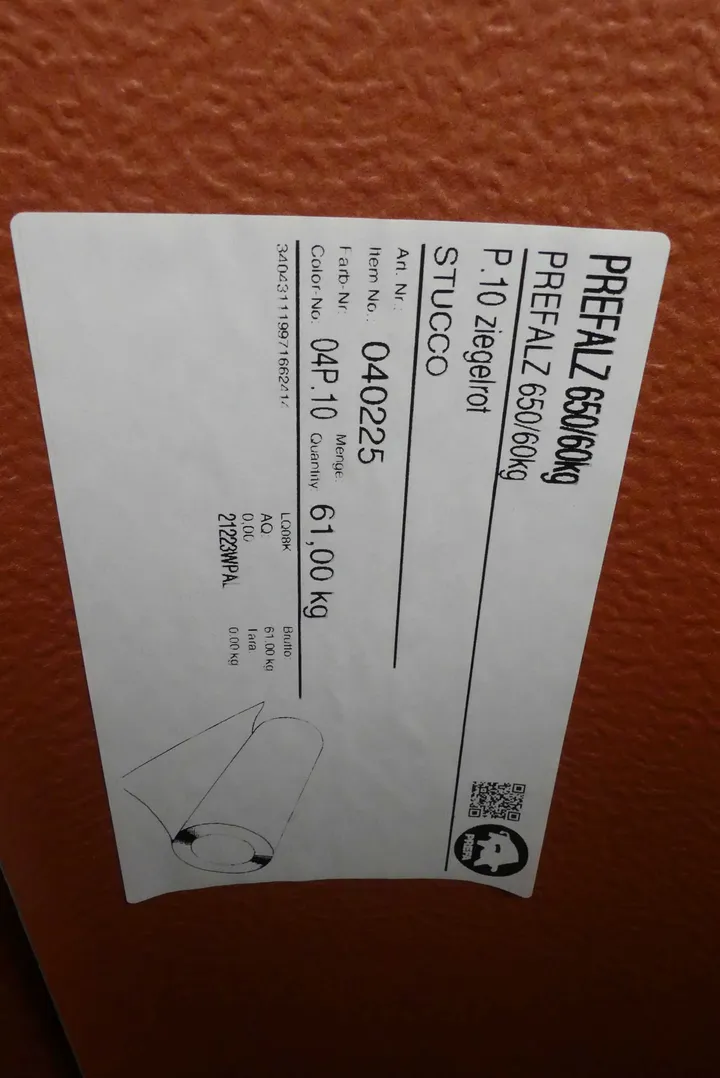 PREFALZ 650/60kg
PREFALZ 650/60kg
P.10 ziegelrot
STUCCO
Art. Nr.:
Item No.: 040225
Farb-Nr: Menge:
Color-No: 04P.10 Quantity: 61,00 kg
LQ08K Brutto:
AQ: 61,00 kg
0,00 Tara:
21223WPAL 0,00 kg
PREFA